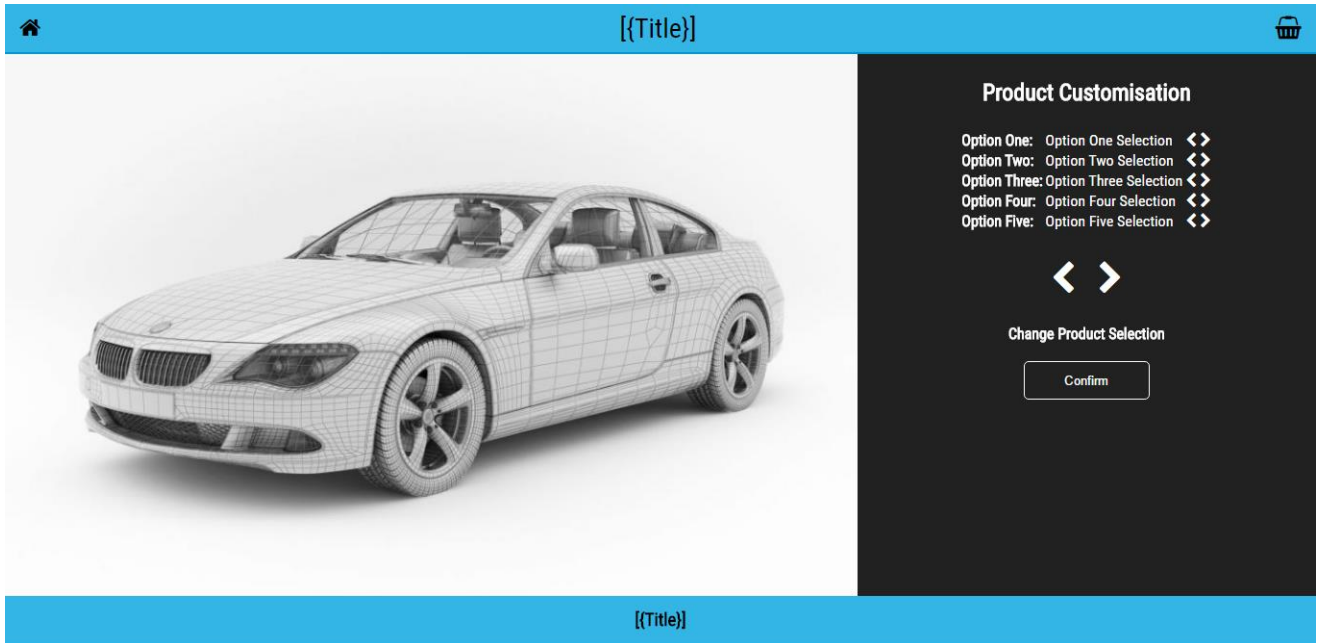 [{Title}]
Product Customisation
Option One: Option One Selection
Option Two: Option Two Selection
Option Three: Option Three Selection
Option Four: Option Four Selection
Option Five: Option Five Selection
Change Product Selection
Confirm
[{Title}]